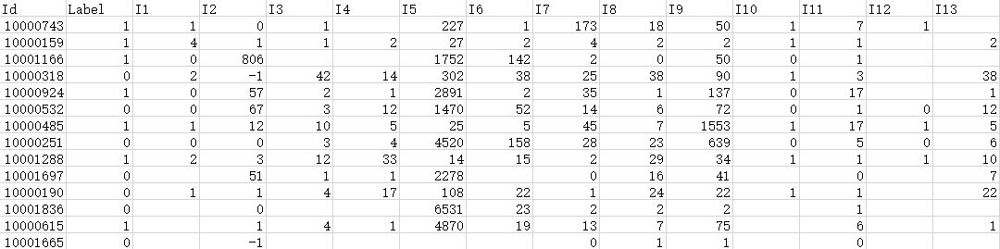 Id Label I1 I2 I3 I4 I5 I6 I7 I8 I9 I10 I11 I12 I13
10000743 1 1 0 1 227 1 173 18 50 1 7 1
10000159 1 4 1 1 2 27 2 4 2 2 1 1 2
10001166 1 0 806 1752 142 2 0 50 0 1
10000318 0 2 -1 42 14 302 38 25 38 90 1 3 38
10000924 1 0 57 2 1 2891 2 35 1 137 0 17 1
10000532 0 0 67 3 12 1470 52 14 6 72 0 1 0 12
10000485 1 1 12 10 5 25 5 45 7 1553 1 17 1 5
10000251 0 0 0 3 4 4520 158 28 23 639 0 5 0 6
10001288 1 2 3 12 33 14 15 2 29 34 1 1 1 10
10001697 0 51 1 1 2278 0 16 41 0 7
10000190 0 1 1 4 17 108 22 1 24 22 1 1 22
10001836 0 0 6531 23 2 2 2 1
10000615 1 1 4 1 4870 19 13 7 75 6 1
10001665 0 -1 0 1 1 0